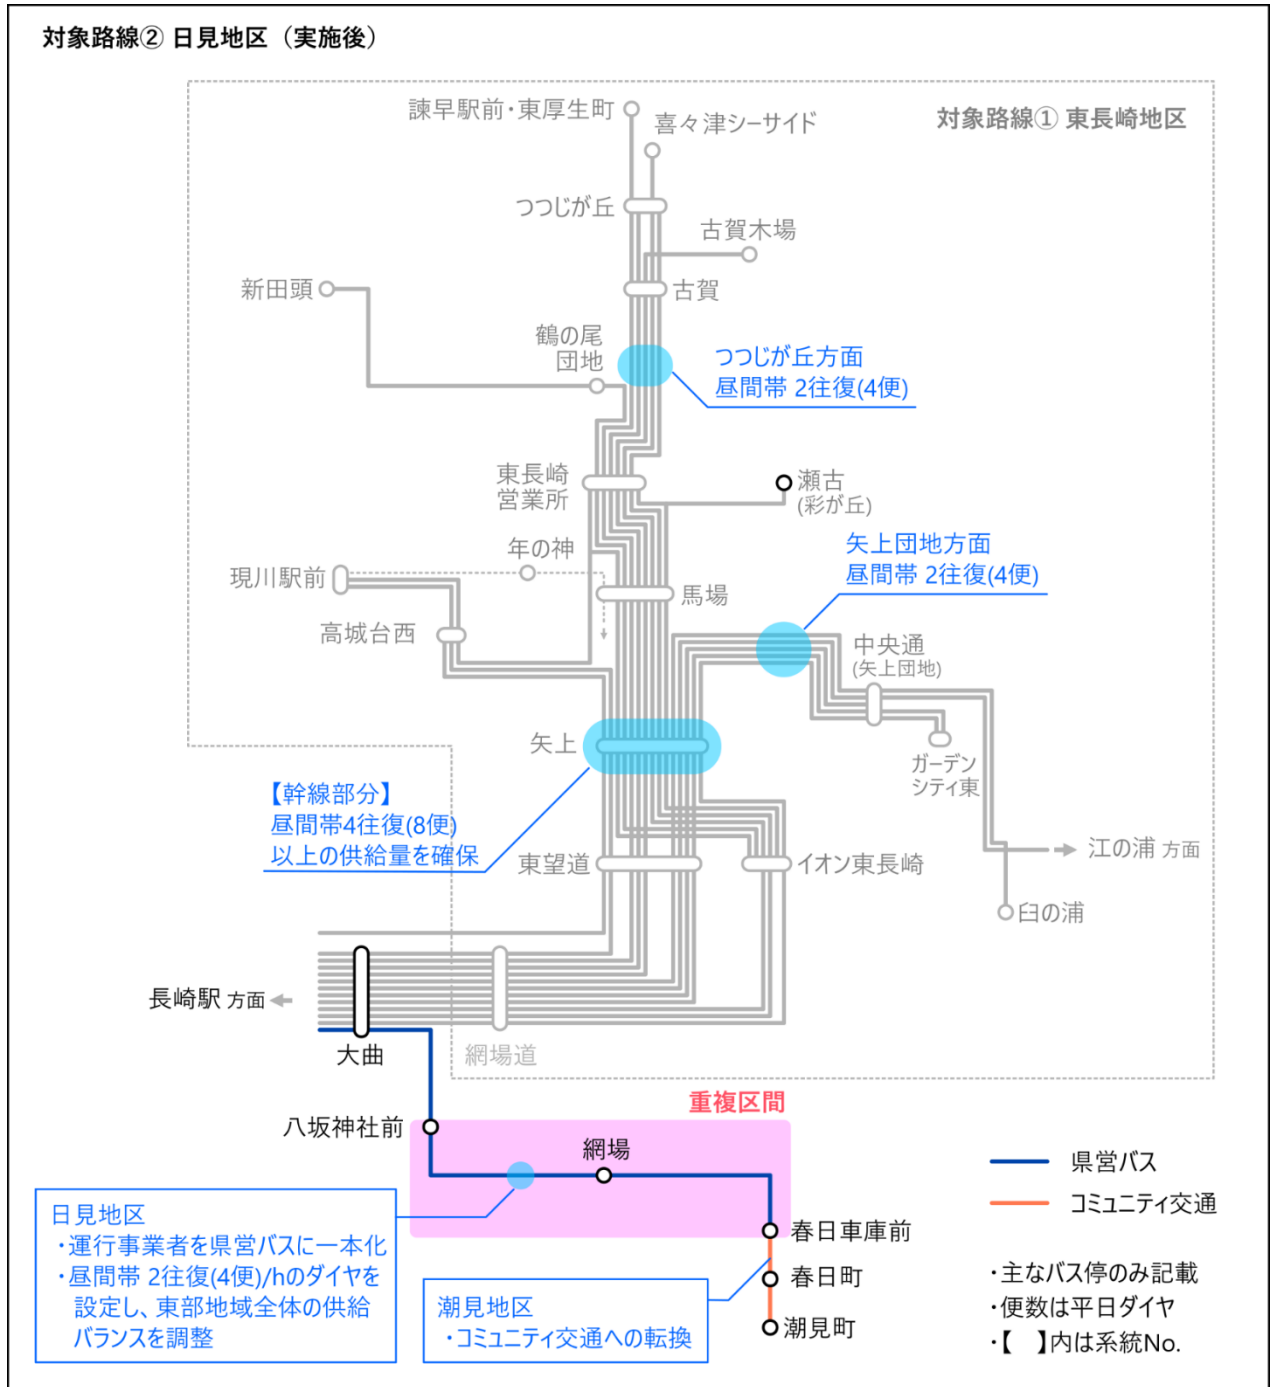 対象路線② 日見地区（実施後）
対象路線① 東長崎地区
諫早駅前・東厚生町
喜々津シーサイド
つつじが丘
古賀木場
新田頭
古賀
鶴の尾
団地
つつじが丘方面
昼間帯 2往復(4便)
東長崎
営業所
瀬古
(彩が丘)
年の神
矢上団地方面
昼間帯 2往復(4便)
現川駅前
馬場
高城台西
中央通
(矢上団地)
矢上
ガーデン
シティ東
【幹線部分】
昼間帯4往復(8便)
以上の供給量を確保
東望道
イオン東長崎
江の浦 方面
臼の浦
長崎駅 方面
大曲
網場道
重複区間
八坂神社前
網場
県営バス
コミュニティ交通
日見地区
・運行事業者を県営バスに一本化
・昼間帯 2往復(4便)/hのダイヤを
設定し、東部地域全体の供給
バランスを調整
春日車庫前
春日町
潮見町
潮見地区
・コミュニティ交通への転換
・主なバス停のみ記載
・便数は平日ダイヤ
・【　】内は系統No.